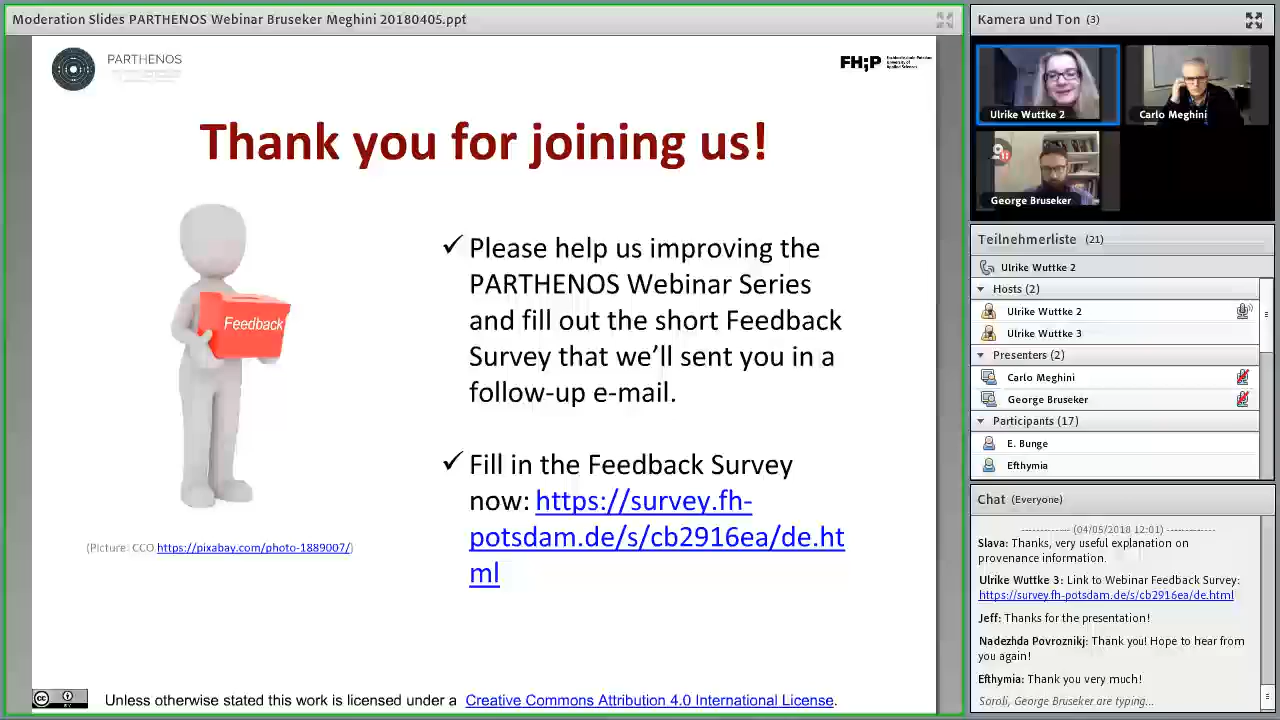 Moderation Slides PARTHENOS Webinar Bruseker Meghini 20180405.ppt
PARTHENOS
FH;P
Thank you for joining us!
Feedback
✓ Please help us improving the
PARTHENOS Webinar Series
and fill out the short Feedback
Survey that we’ll sent you in a
follow-up e-mail.
✓ Fill in the Feedback Survey
now: https://survey.fh-
potsdam.de/s/cb2916ea/de.ht
ml
(Picture: CC0 https://pixabay.com/photo-1889007/)
Unless otherwise stated this work is licensed under a Creative Commons Attribution 4.0 International License.
Kamera und Ton (3)
Ulrike Wuttke 2
Carlo Meghini
George Bruseker
Teilnehmerliste (21)
Ulrike Wuttke 2
Hosts (2)
Ulrike Wuttke 2
Ulrike Wuttke 3
Presenters (2)
Carlo Meghini
George Bruseker
Participants (17)
E. Bunge
Efthymia
Chat (Everyone)
------------ (04/05/2018 12:01) ------------
Slava: Thanks, very useful explanation on
provenance information.
Ulrike Wuttke 3: Link to Webinar Feedback Survey:
https://survey.fh-potsdam.de/s/cb2916ea/de.html
Jeff: Thanks for the presentation!
Nadezhda Povroznikj: Thank you! Hope to hear from
you again!
Efthymia: Thank you very much!
Saroli, George Bruseker are typing...